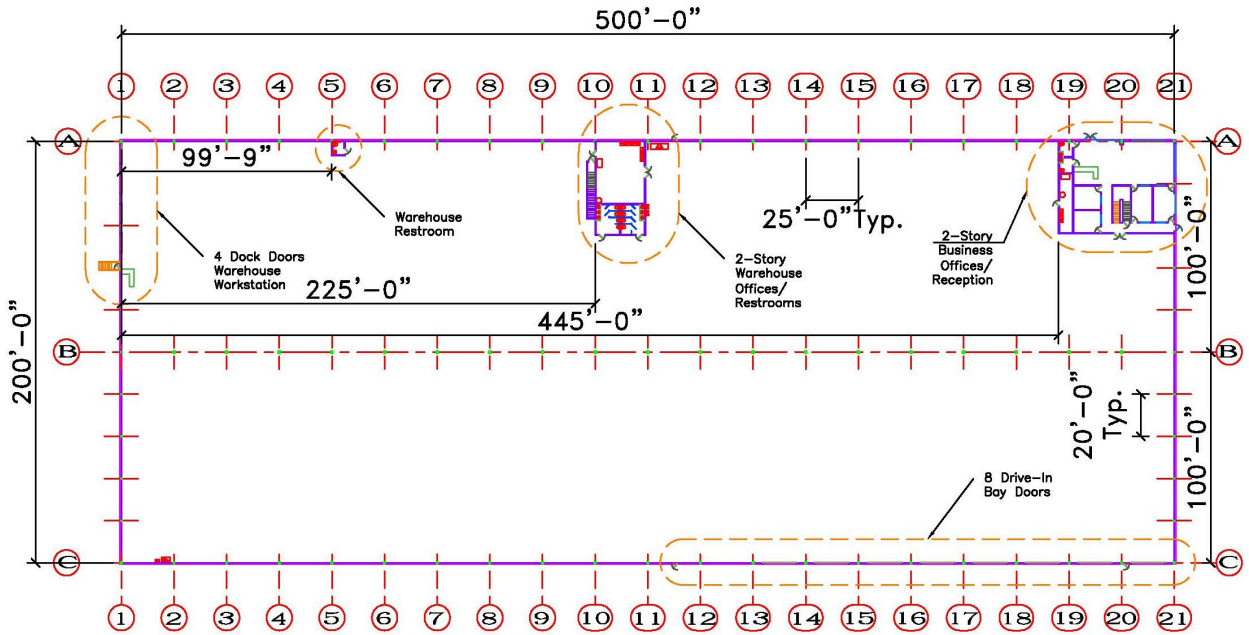 500’-0”
1 2 3 4 5 6 7 8 9 10 11 12 13 14 15 16 17 18 19 20 21
A
A
99’-9”
Warehouse
Restroom
25’-0”Typ.
4 Dock Doors
Warehouse
Workstation
2-Story
Warehouse
Offices/
Restrooms
2-Story
Business
Offices/
Reception
100’-0”
225’-0”
445’-0”
200’-0”
B
B
20’-0”
Typ.
100’-0”
8 Drive-In
Bay Doors
C
C
1 2 3 4 5 6 7 8 9 10 11 12 13 14 15 16 17 18 19 20 21